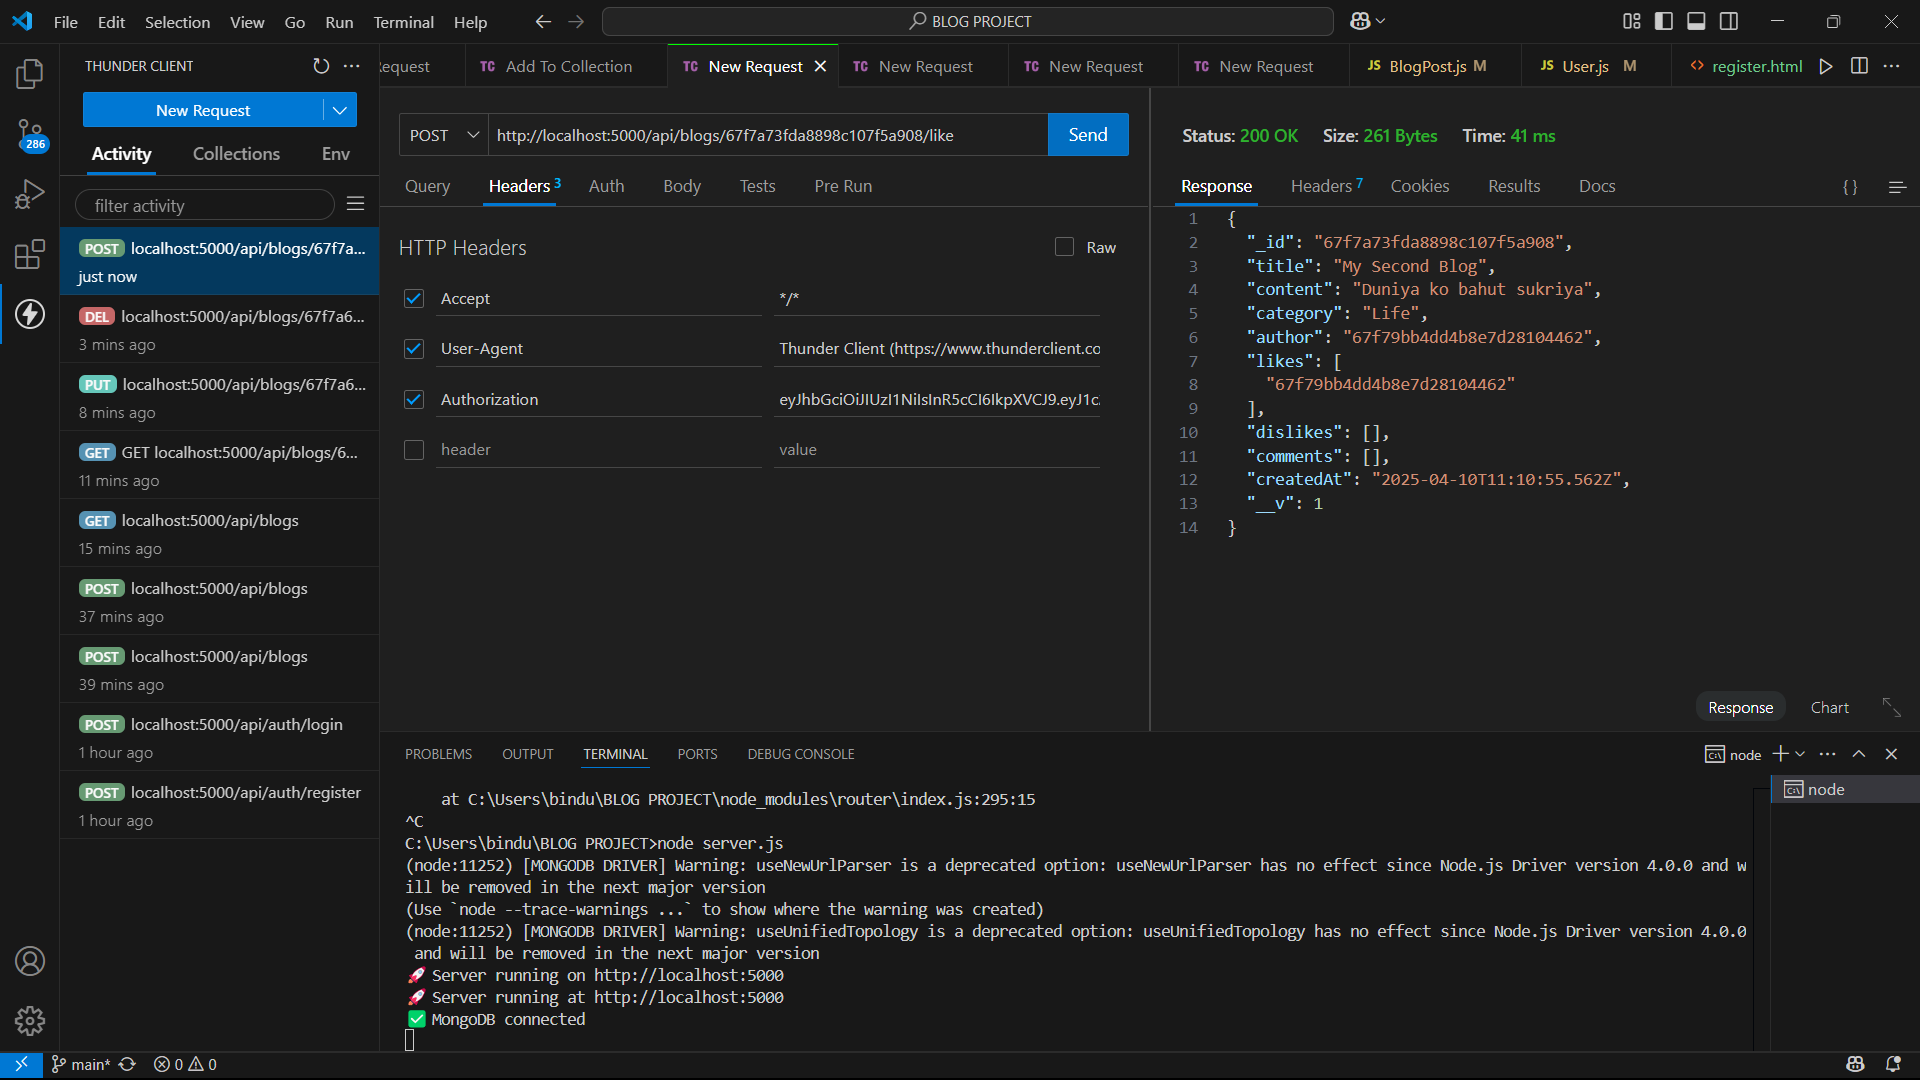 File Edit Selection View Go Run Terminal Help
BLOG PROJECT
THUNDER CLIENT
New Request
Activity Collections Env
filter activity
POST localhost:5000/api/blogs/67f7a...
just now
DEL localhost:5000/api/blogs/67f7a6...
3 mins ago
PUT localhost:5000/api/blogs/67f7a6...
8 mins ago
GET GET localhost:5000/api/blogs/6...
11 mins ago
GET localhost:5000/api/blogs
15 mins ago
POST localhost:5000/api/blogs
37 mins ago
POST localhost:5000/api/blogs
39 mins ago
POST localhost:5000/api/auth/login
1 hour ago
POST localhost:5000/api/auth/register
1 hour ago
286
equest TC Add To Collection TC New Request TC New Request TC New Request TC New Request JS BlogPost.js M JS User.js M register.html
POST http://localhost:5000/api/blogs/67f7a73fda8898c107f5a908/like Send
Query Headers 3 Auth Body Tests Pre Run
HTTP Headers Raw
Accept */*
User-Agent Thunder Client (https://www.thunderclient.co
Authorization eyJhbGciOiJIUzI1NiIsInR5cCI6IkpXVCJ9.eyJ1c
header value
Status: 200 OK Size: 261 Bytes Time: 41 ms
Response Headers 7 Cookies Results Docs { }
1 {
2 "_id": "67f7a73fda8898c107f5a908",
3 "title": "My Second Blog",
4 "content": "Duniya ko bahut sukriya",
5 "category": "Life",
6 "author": "67f79bb4dd4b8e7d28104462",
7 "likes": [
8 "67f79bb4dd4b8e7d28104462"
9 ],
10 "dislikes": [],
11 "comments": [],
12 "createdAt": "2025-04-10T11:10:55.562Z",
13 "__v": 1
14 }
Response Chart
PROBLEMS OUTPUT TERMINAL PORTS DEBUG CONSOLE
node
node
at C:\Users\bindu\BLOG PROJECT\node_modules\router\index.js:295:15
^C
C:\Users\bindu\BLOG PROJECT>node server.js
(node:11252) [MONGODB DRIVER] Warning: useNewUrlParser is a deprecated option: useNewUrlParser has no effect since Node.js Driver version 4.0.0 and w
ill be removed in the next major version
(Use `node --trace-warnings ...` to show where the warning was created)
(node:11252) [MONGODB DRIVER] Warning: useUnifiedTopology is a deprecated option: useUnifiedTopology has no effect since Node.js Driver version 4.0.0
and will be removed in the next major version
🚀 Server running on http://localhost:5000
🚀 Server running at http://localhost:5000
✅ MongoDB connected
main* 0 0